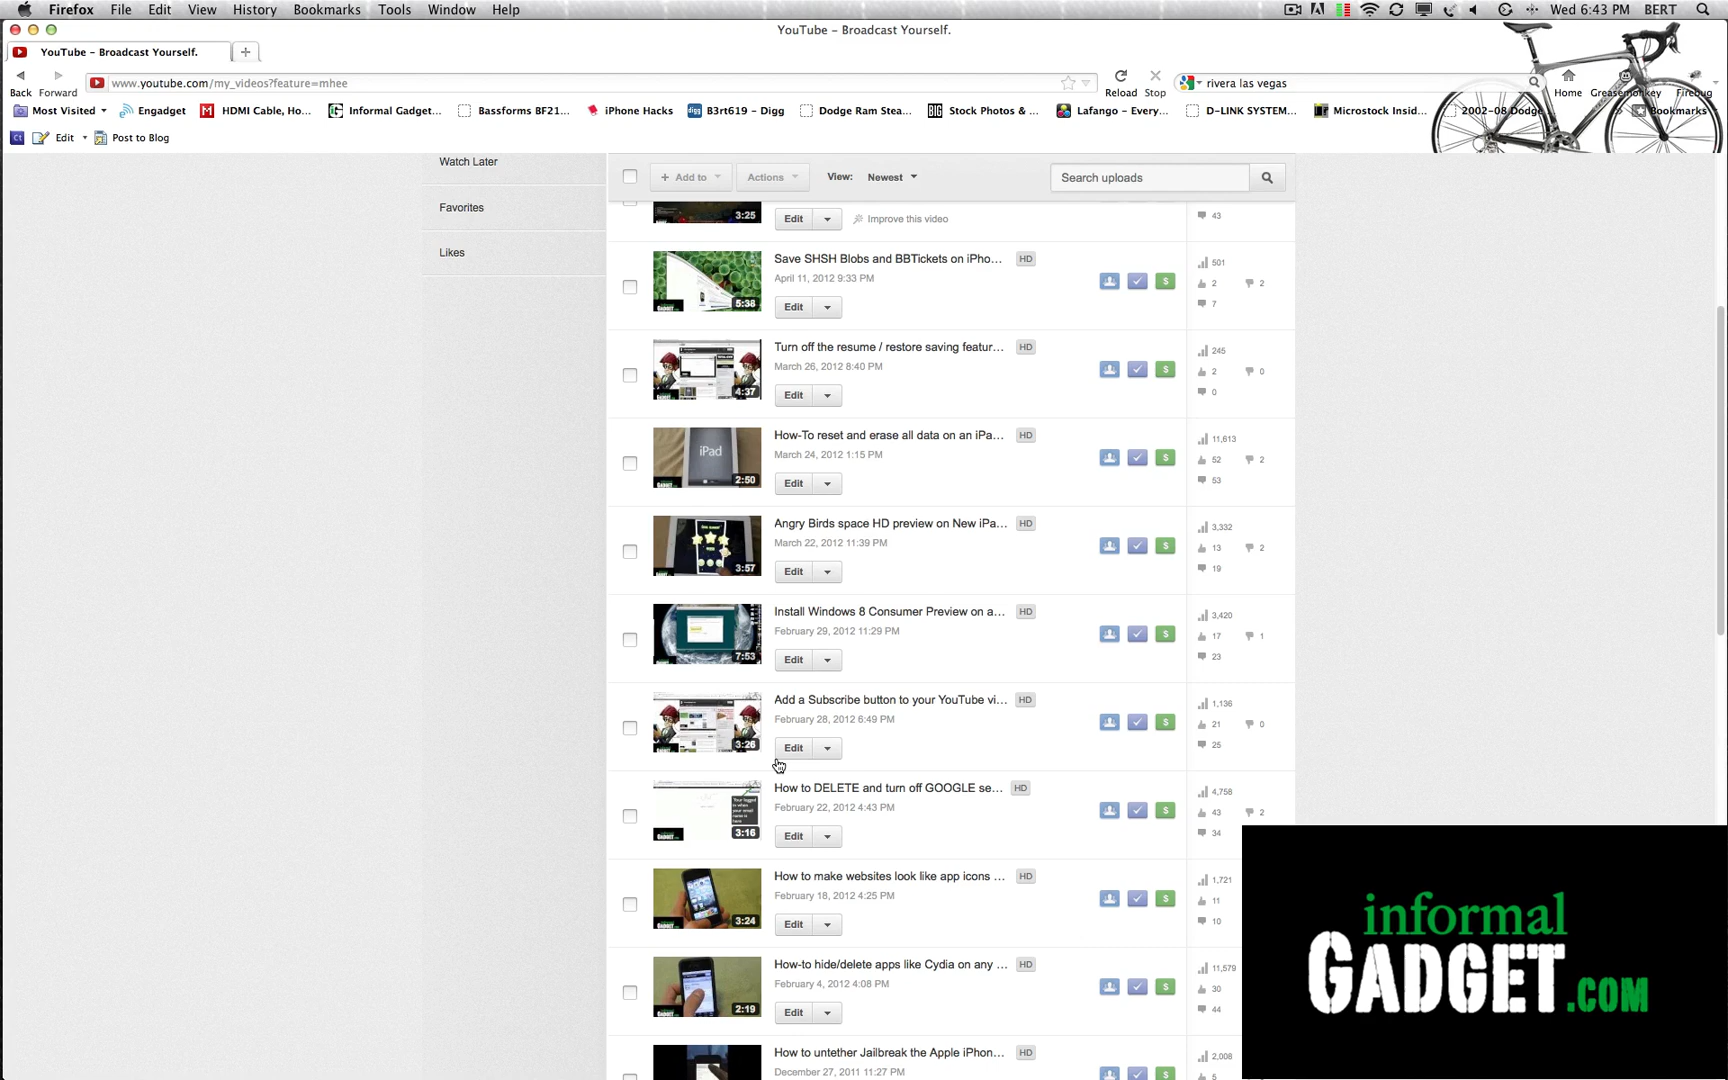 Firefox File Edit View History Bookmarks Tools Window Help Wed 6:43 PM BERT
YouTube – Broadcast Yourself.
YouTube – Broadcast Yourself. +
Back Forward www.youtube.com/my_videos?feature=mhee Reload Stop rivera las vegas Home Greasemonkey Firebug
Most Visited Engadget HDMI Cable, Ho... Informal Gadget... Bassforms BF21... iPhone Hacks B3rt619 – Digg Dodge Ram Stea... Stock Photos & ... Lafango – Every... D-LINK SYSTEM... Microstock Insid... 2002-08 Dodge Bookmarks
Edit Post to Blog
Watch Later
Favorites
Likes
+ Add to Actions View: Newest Search uploads
3:25 Edit Improve this video 43
Save SHSH Blobs and BBTickets on iPho... HD 501
April 11, 2012 9:33 PM 2 2
5:38 Edit 7
Turn off the resume / restore saving featur... HD 245
March 26, 2012 8:40 PM 2 0
4:37 Edit 0
How-To reset and erase all data on an iPa... HD 11,613
March 24, 2012 1:15 PM 52 2
iPad
2:50 Edit 53
Angry Birds space HD preview on New iPa... HD 3,332
March 22, 2012 11:39 PM 13 2
3:57 Edit 19
Install Windows 8 Consumer Preview on a... HD 3,420
February 29, 2012 11:29 PM 17 1
7:53 Edit 23
Add a Subscribe button to your YouTube vi... HD 1,136
February 28, 2012 6:49 PM 21 0
3:26 Edit 25
How to DELETE and turn off GOOGLE se... HD 4,758
February 22, 2012 4:43 PM 43 2
3:16 Edit 34
How to make websites look like app icons ... HD 1,721
February 18, 2012 4:25 PM 11
3:24 Edit 10
How-to hide/delete apps like Cydia on any ... HD 11,579
February 4, 2012 4:08 PM 30
2:19 Edit 44
How to untether Jailbreak the Apple iPhon... HD 2,008
December 27, 2011 11:27 PM 5
informal
GADGET.COM